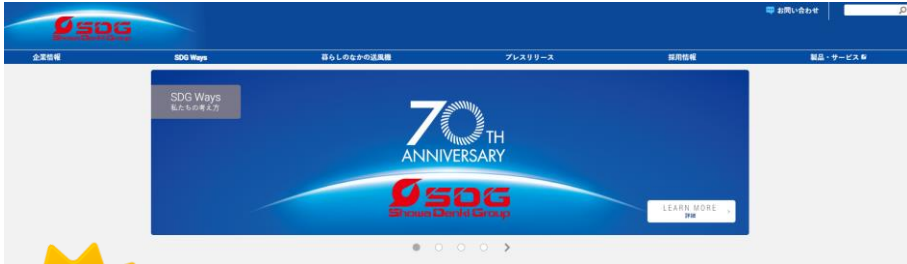 お問い合わせ
SDG
Showa Denki Group
企業情報
SDG Ways
暮らしのなかの送風機
プレスリリース
採用情報
製品・サービス
SDG Ways
私たちの考え方
70TH
ANNIVERSARY
SDG
Showa Denki Group
LEARN MORE
詳細